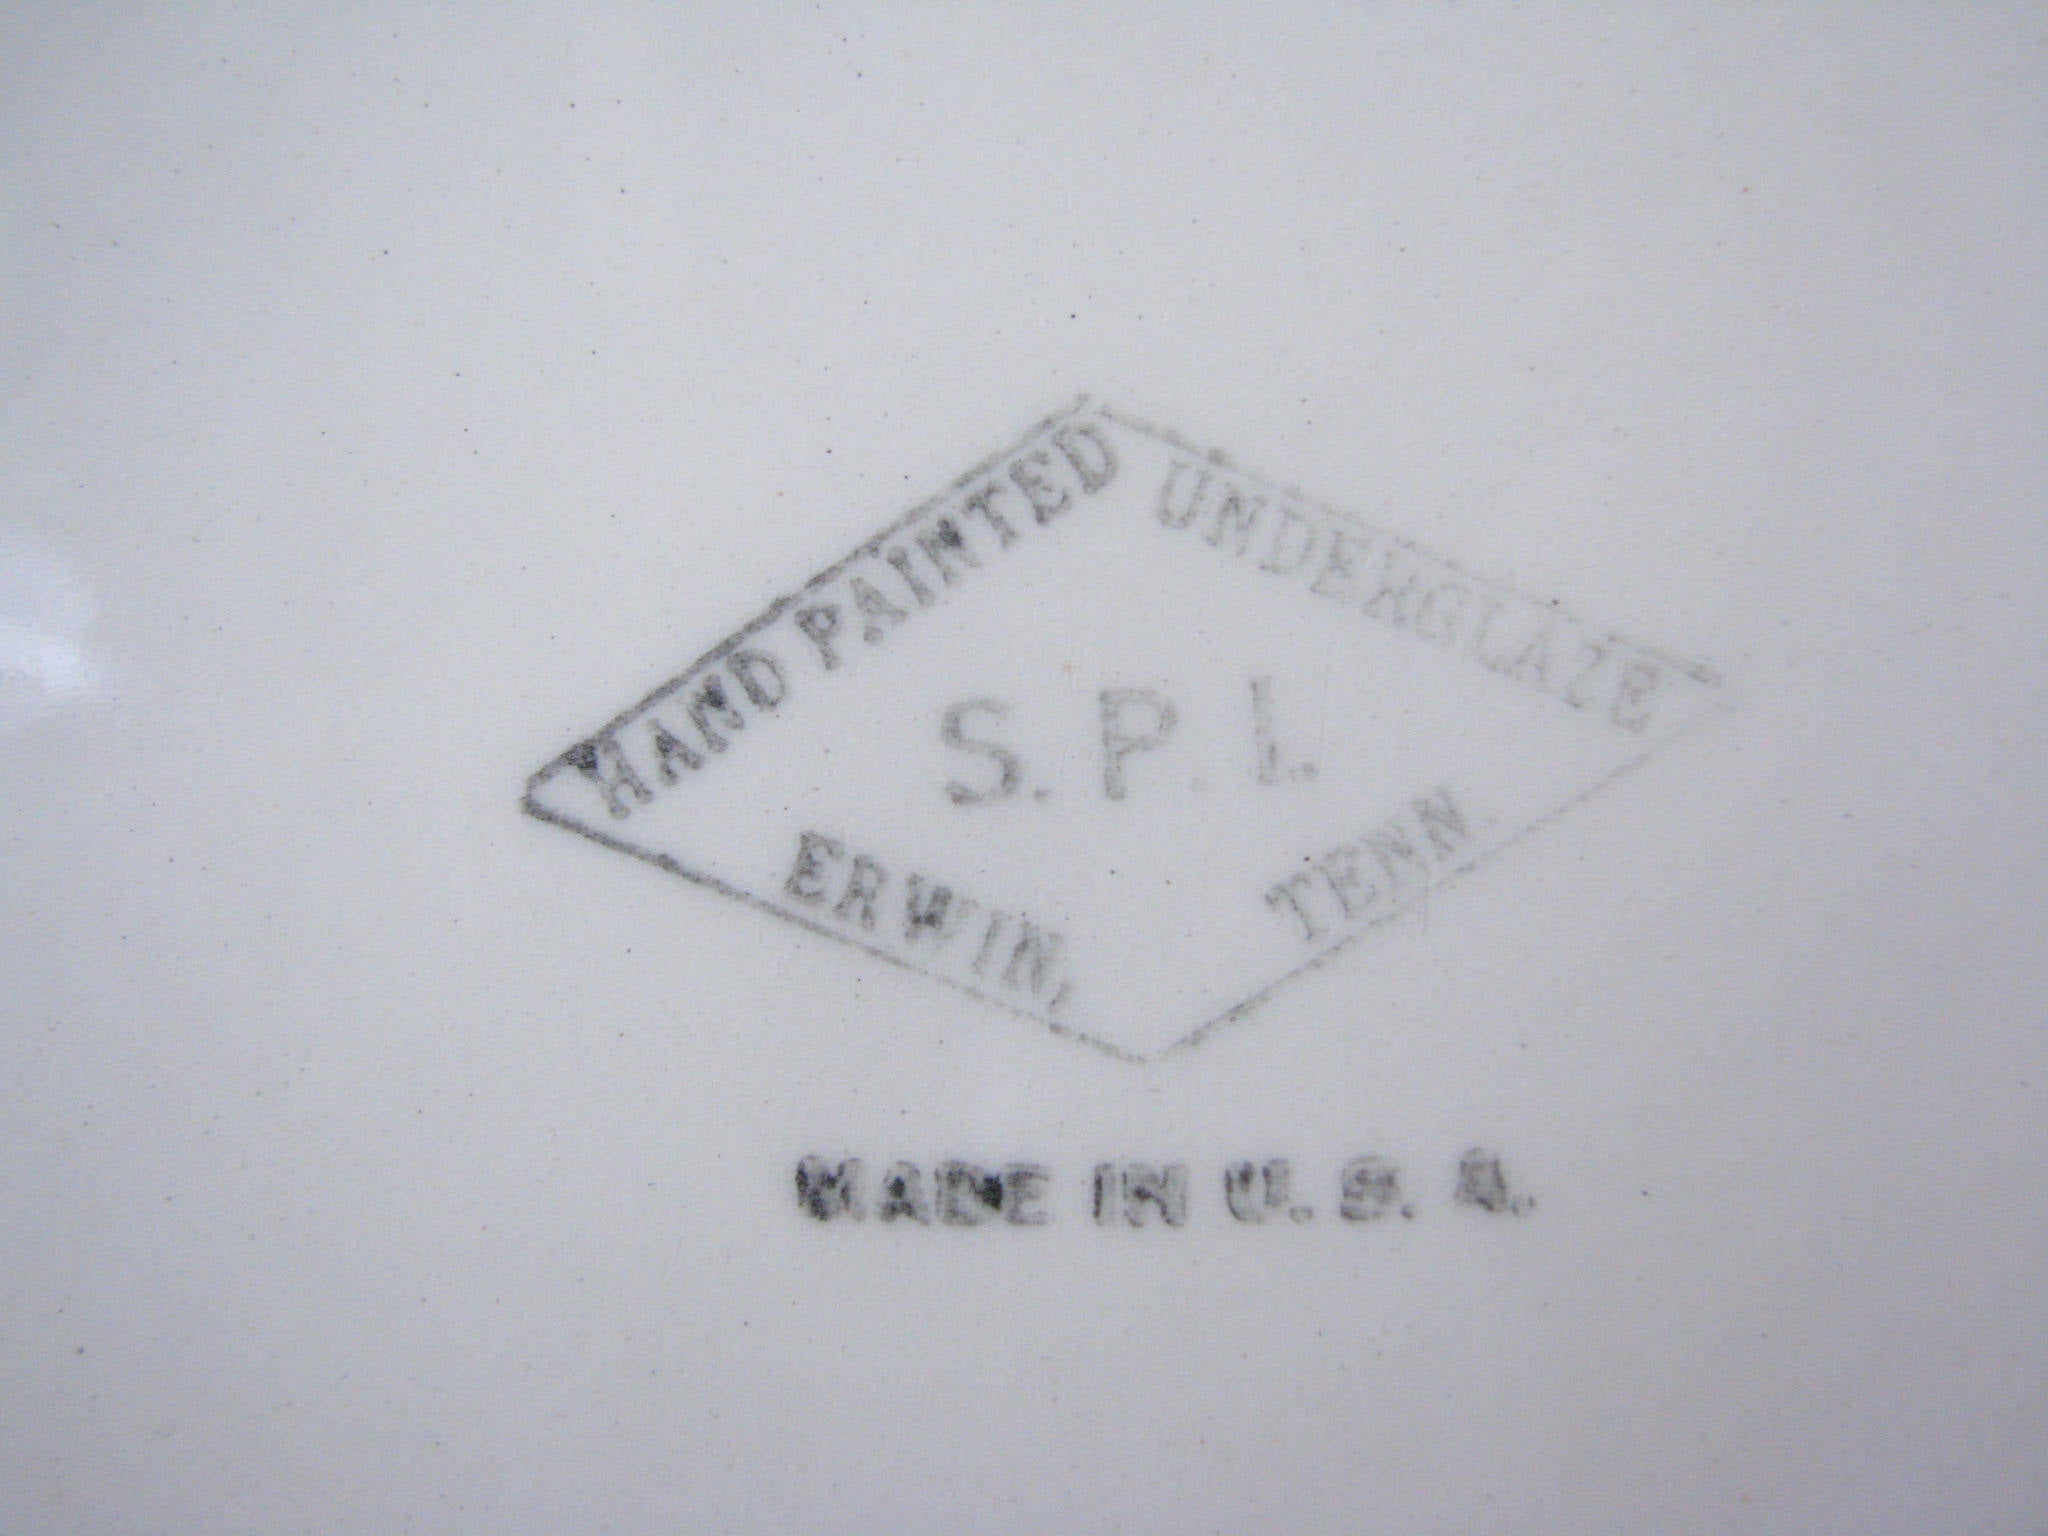 HAND PAINTED
UNDERGLAZE
S. P. I.
ERWIN,
TENN.
MADE IN U. S. A.